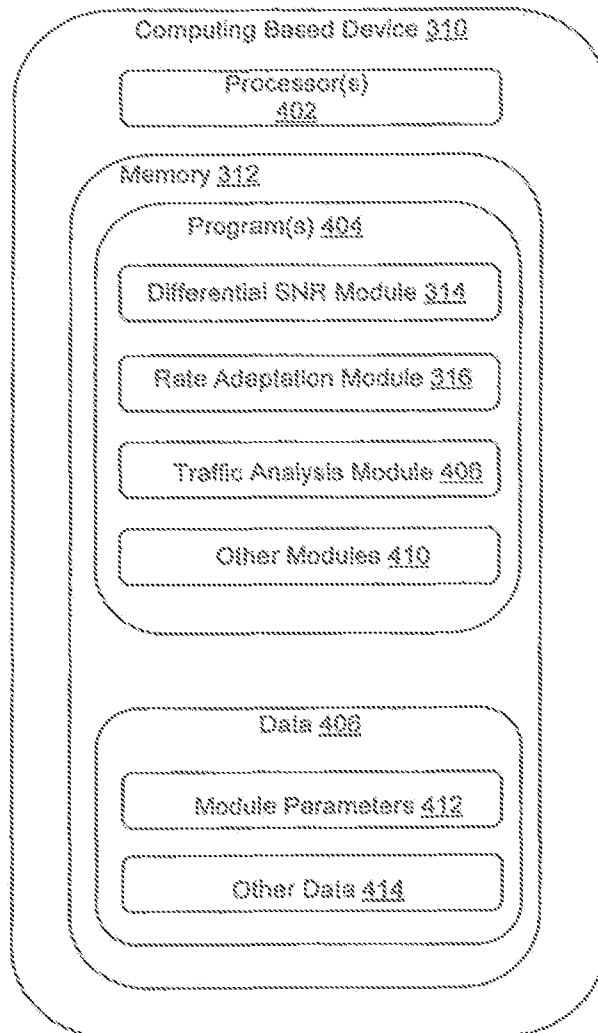 Computing Based Device 310
Processor(s)
402
Memory 312
Program(s) 404
Differential SNR Module 314
Rate Adaptation Module 316
Traffic Analysis Module 406
Other Modules 410
Data 406
Module Parameters 412
Other Data 414